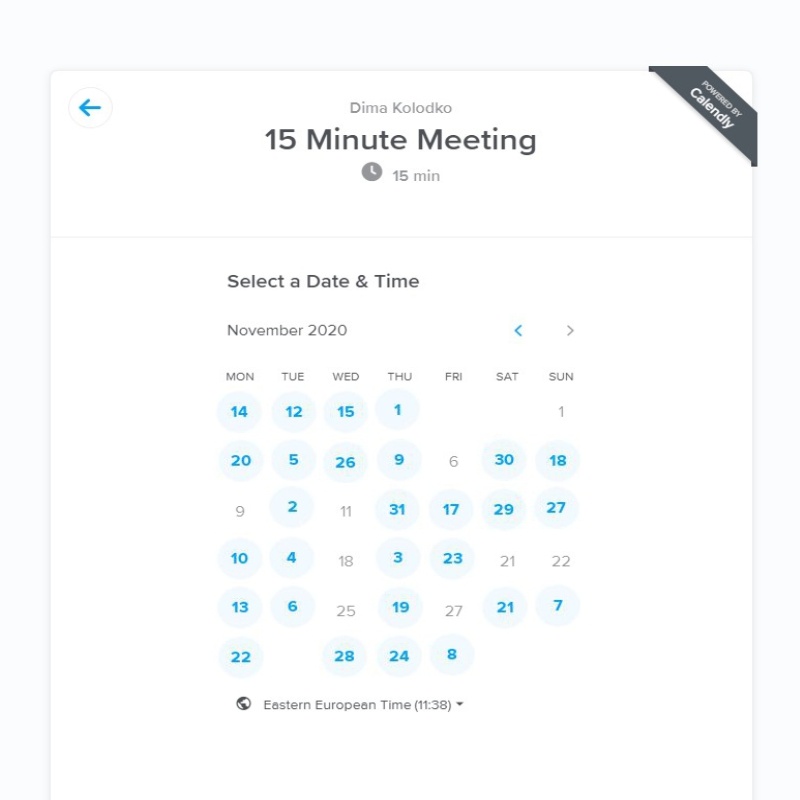 POWERED BY
Calendly
Dima Kolodko
15 Minute Meeting
15 min
Select a Date & Time
November 2020 < >
MON TUE WED THU FRI SAT SUN
14 12 15 1 1
20 5 26 9 6 30 18
9 2 11 31 17 29 27
10 4 18 3 23 21 22
13 6 25 19 27 21 7
22 28 24 8
Eastern European Time (11:38)